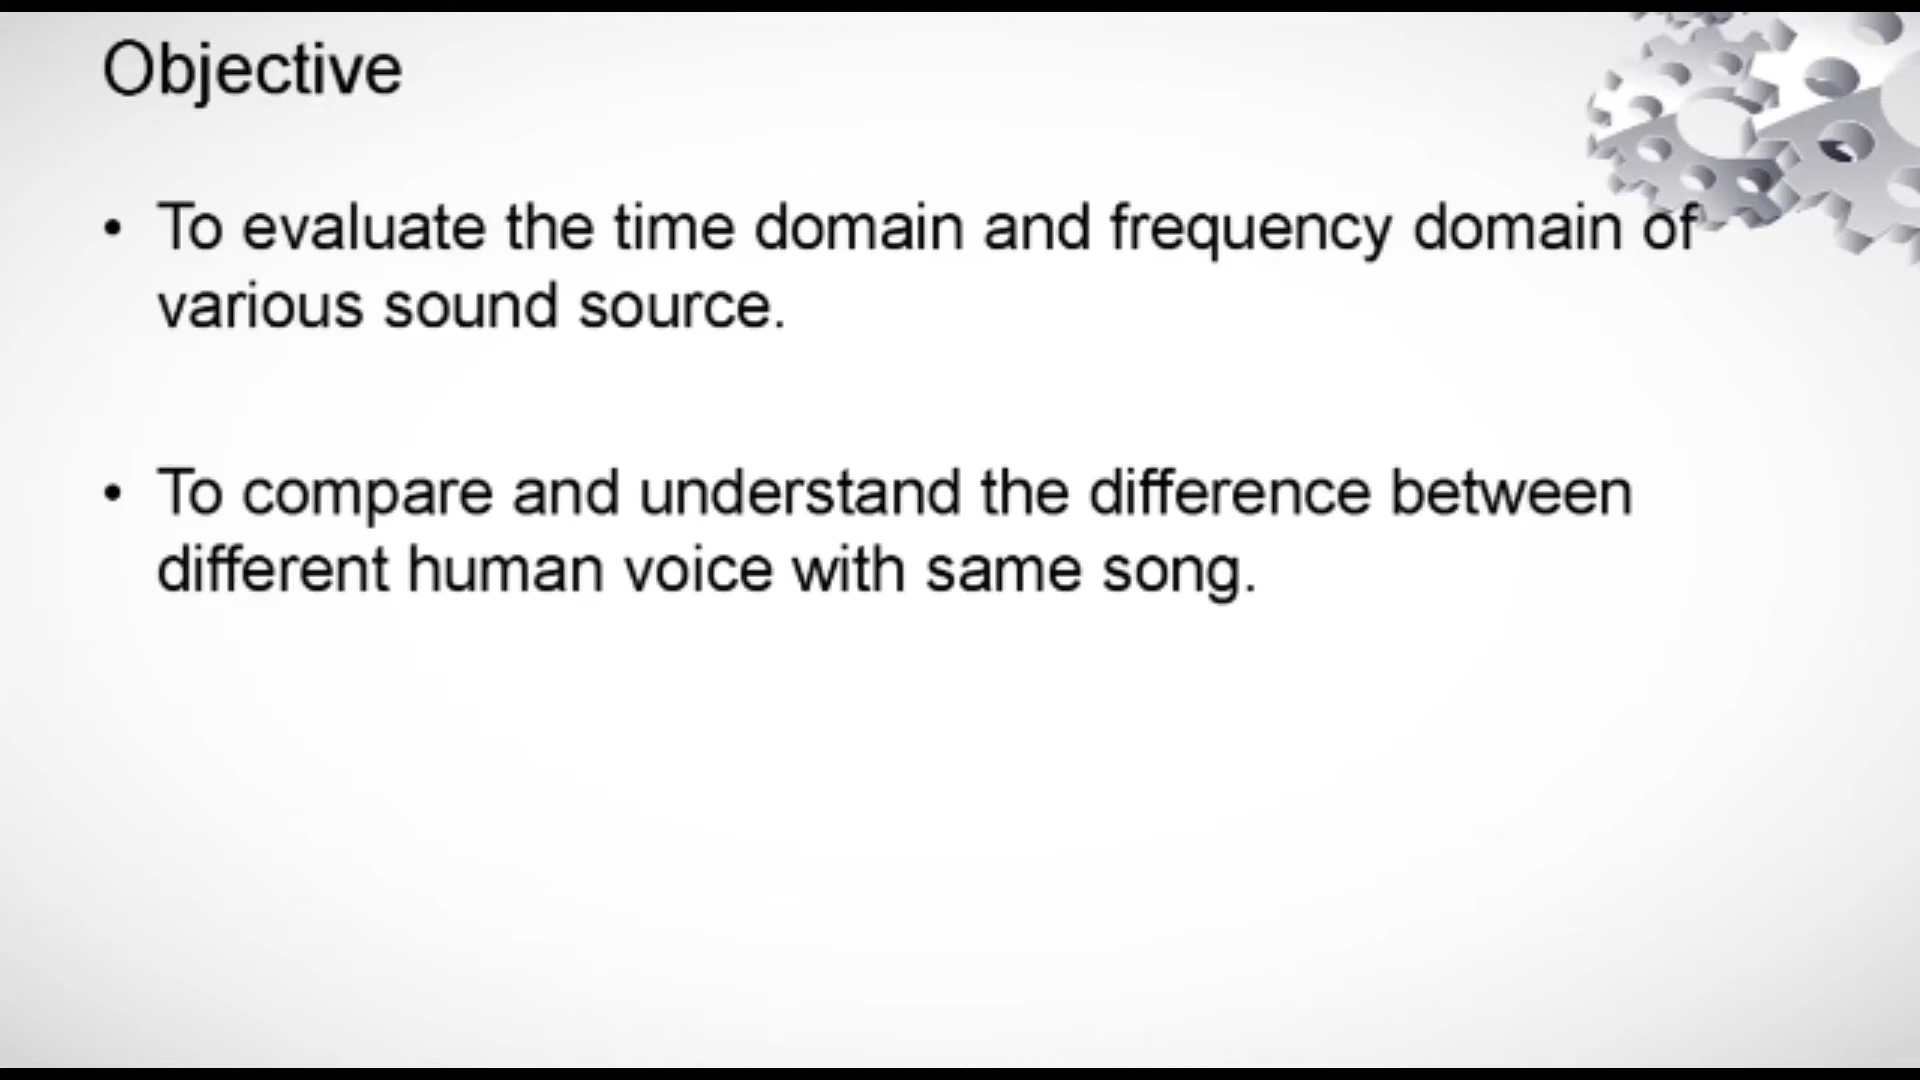 Objective
• To evaluate the time domain and frequency domain of
various sound source.
• To compare and understand the difference between
different human voice with same song.